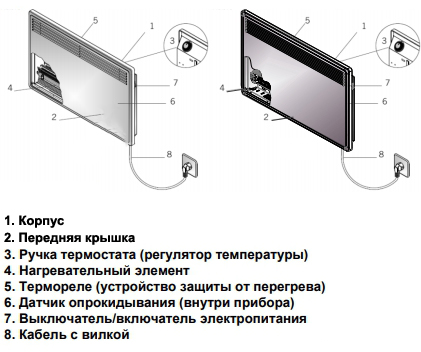 5
1
3
7
6
4
2
8
5
1
3
7
6
4
2
8
1. Корпус
2. Передняя крышка
3. Ручка термостата (регулятор температуры)
4. Нагревательный элемент
5. Термореле (устройство защиты от перегрева)
6. Датчик опрокидывания (внутри прибора)
7. Выключатель/включатель электропитания
8. Кабель с вилкой